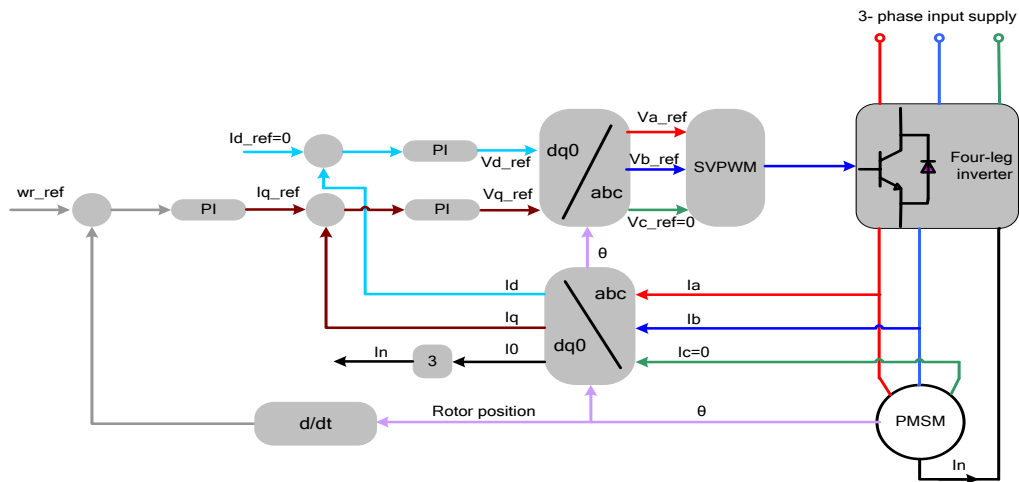 3- phase input supply
Id_ref=0
PI
Vd_ref
Va_ref
dq0
Vb_ref
SVPWM
Four-leg
inverter
wr_ref
PI
Iq_ref
PI
Vq_ref
abc
Vc_ref=0
θ
Id
abc
Ia
Iq
Ib
In
3
I0
dq0
Ic=0
d/dt
Rotor position
θ
PMSM
In